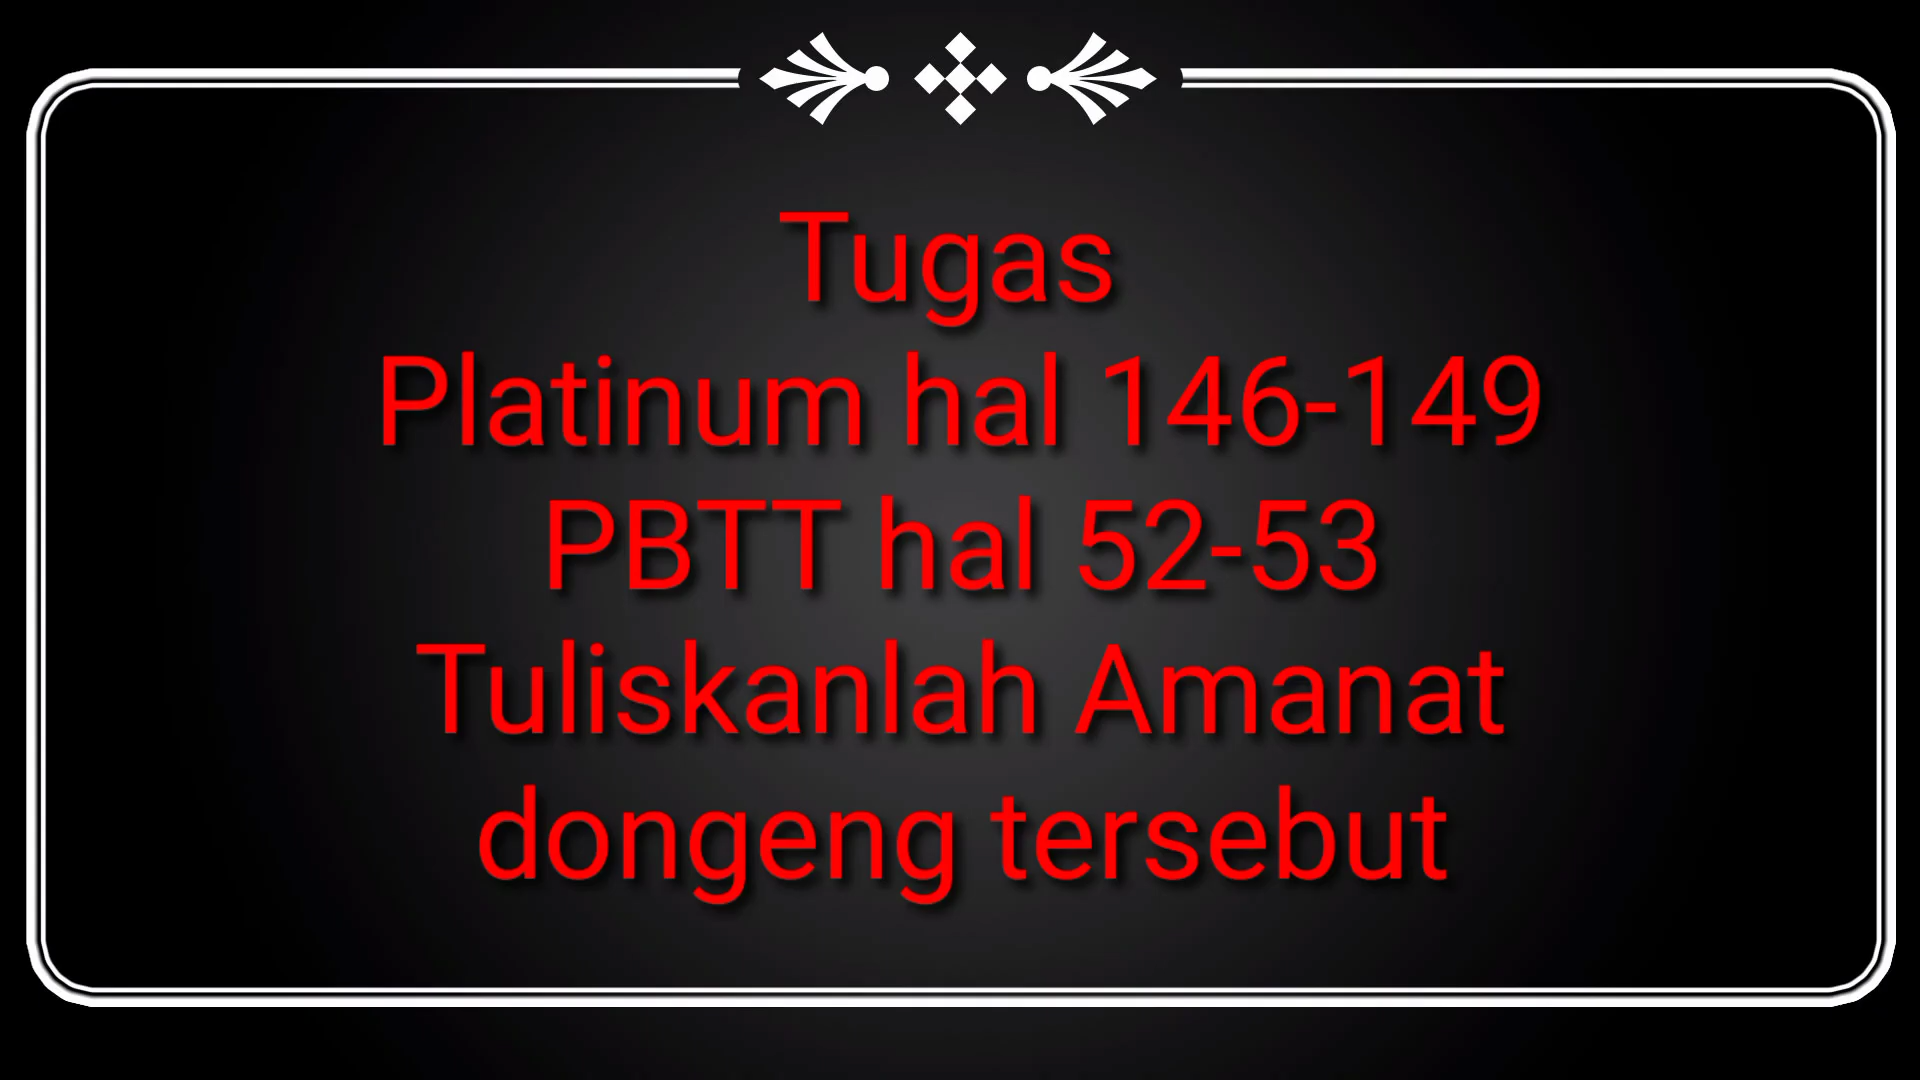 Tugas
Platinum hal 146-149
PBTT hal 52-53
Tuliskanlah Amanat
dongeng tersebut